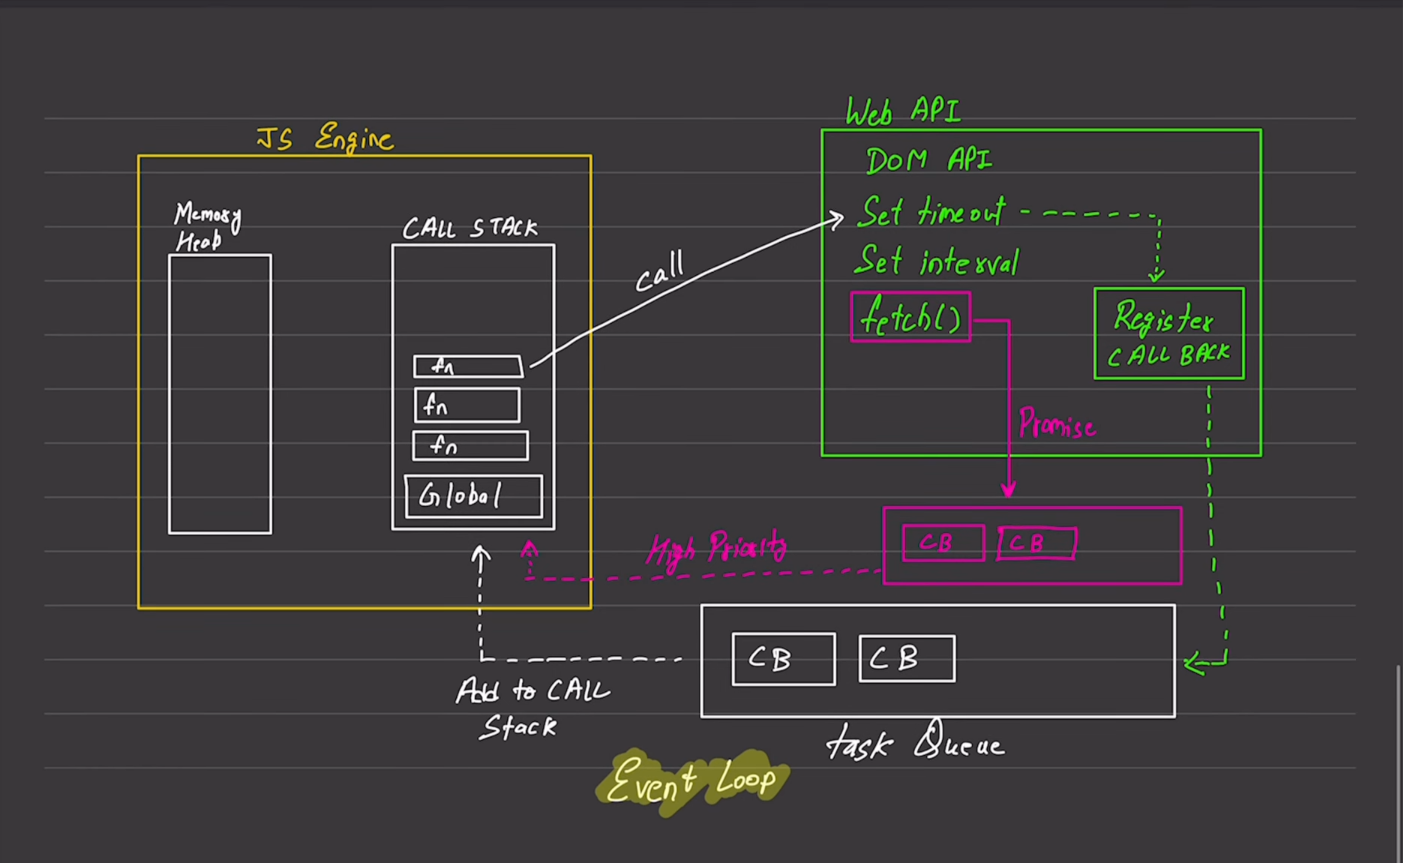 JS Engine
Memory
Heap
CALL STACK
fn
fn
fn
Global
call
Web API
DOM API
Set timeout
Set interval
fetch()
Register
CALL BACK
Promise
CB CB
High Priority
CB CB
Add to CALL
Stack
task Queue
Event Loop